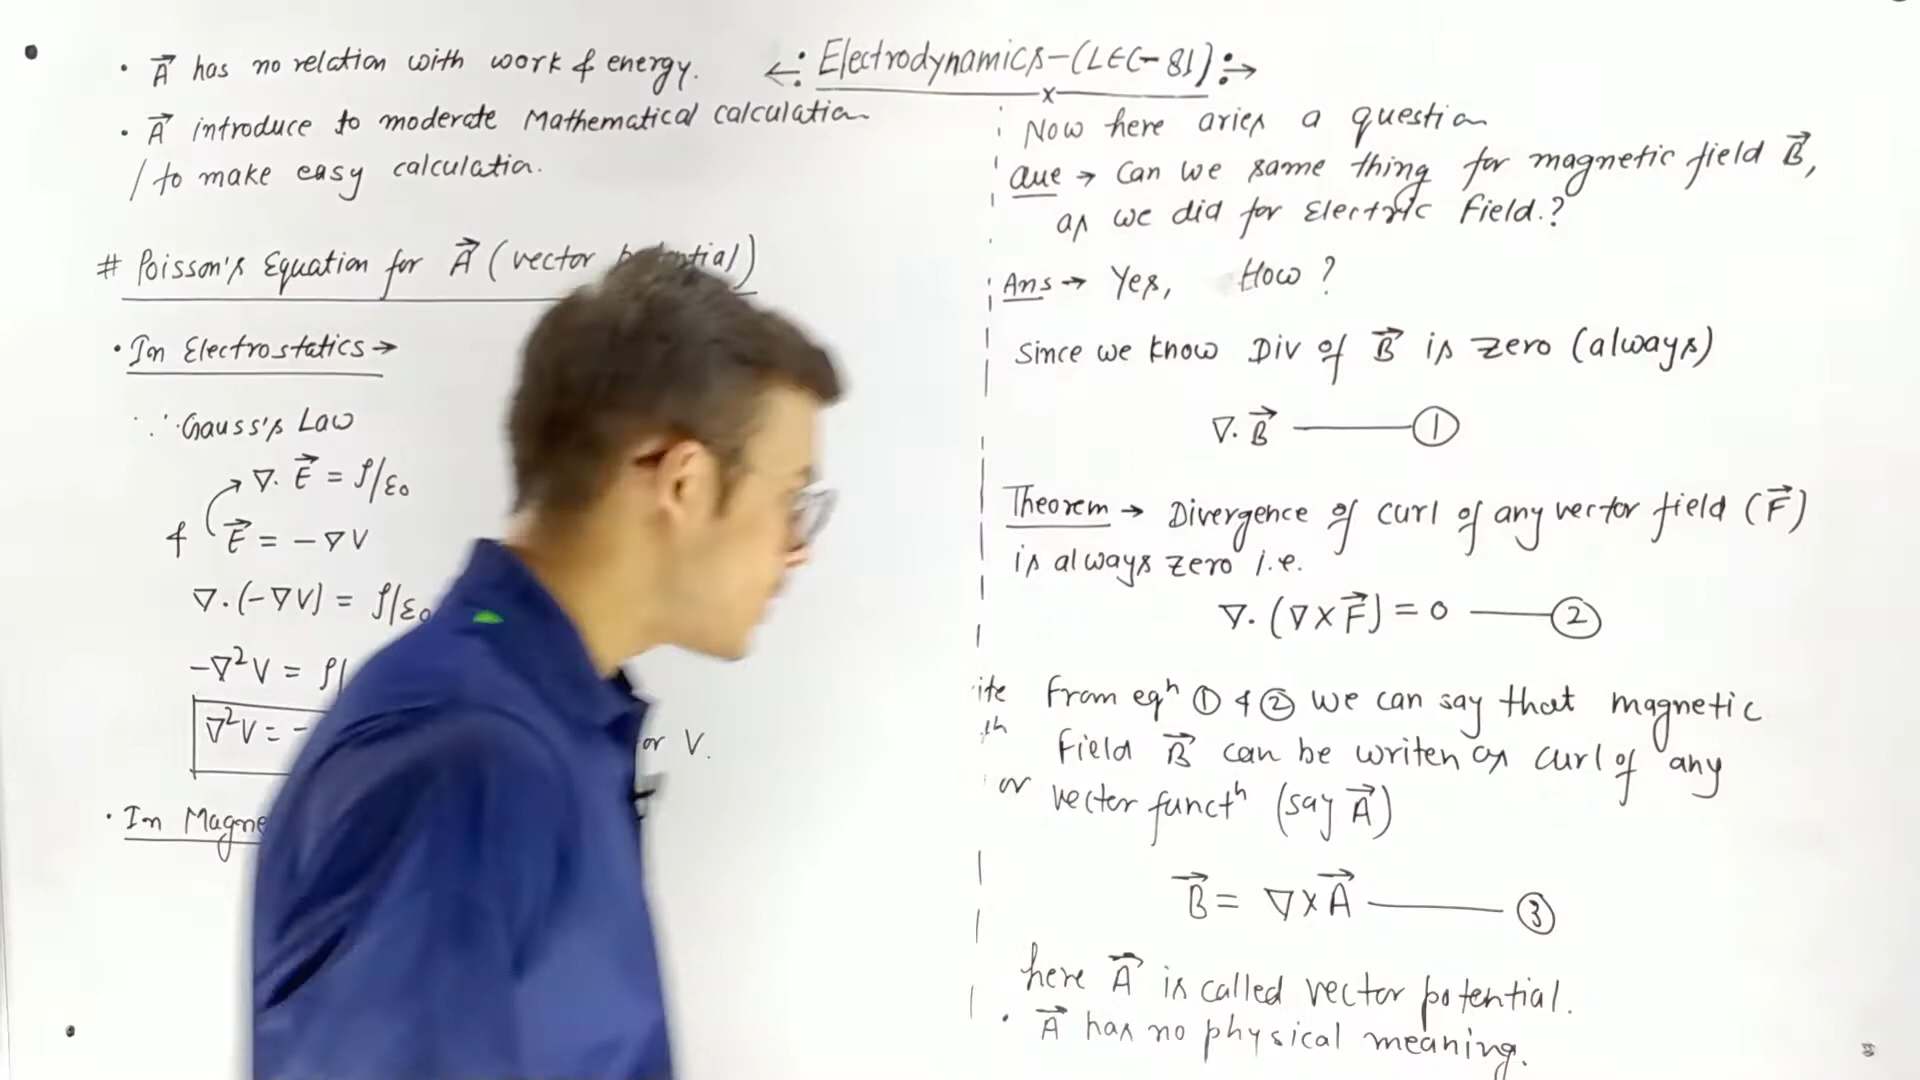 ← : Electrodynamics-(LEC-81) : →
x
• A⃗ has no relation with work & energy.
• A⃗ introduce to moderate Mathematical calculation
/ to make easy calculation.
# Poisson's Equation for A⃗ (vector
• In Electrostatics →
∵ Gauss's Law
∇. E⃗ = ρ/ε₀
& E⃗ = -∇V
∇.(-∇V) = ρ/ε₀
-∇²V = ρ/
∇²V = -
or V.
• In Magne
Now here aries a question
Que → Can we same thing for magnetic field B⃗,
as we did for Electric Field.?
Ans → Yes, How ?
Since we know Div of B⃗ is zero (always)
∇. B⃗ ——— ①
Theorem → Divergence of curl of any vector field (F⃗)
is always zero i.e.
∇. (∇×F⃗) = 0 ——— ②
ite From eqⁿ ① & ② we can say that magnetic
th Field B⃗ can be writen as curl of any
or vector functⁿ (say A⃗)
B⃗ = ∇×A⃗ ——— ③
here A⃗ is called vector potential.
• A⃗ has no physical meaning.